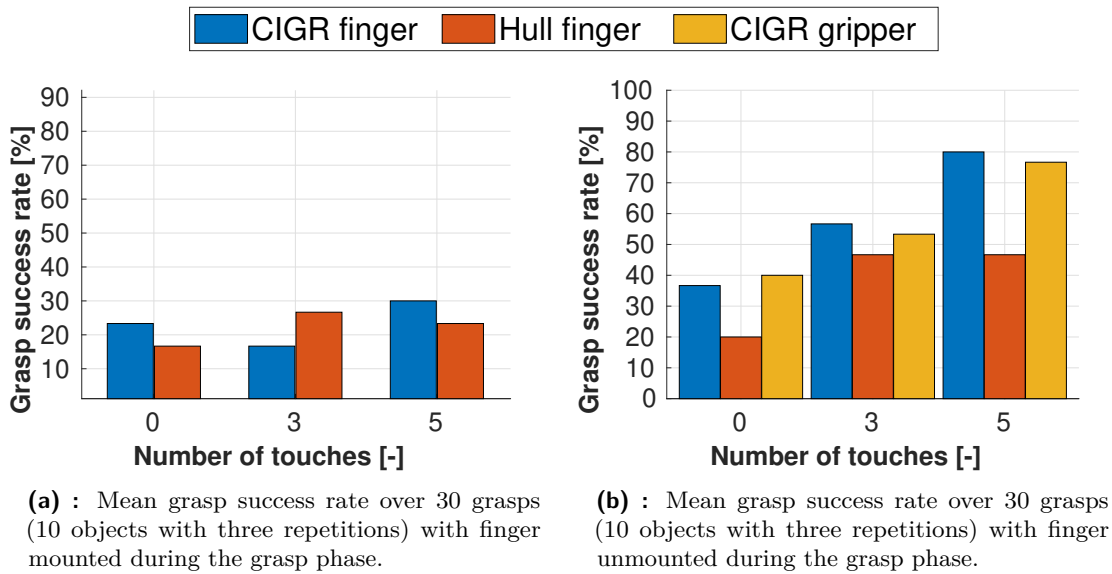 CIGR finger Hull finger CIGR gripper
90
80
70
60
50
40
30
20
10
0 3 5
Grasp success rate [%]
Number of touches [-]
(a) : Mean grasp success rate over 30 grasps
(10 objects with three repetitions) with finger
mounted during the grasp phase.
100
90
80
70
60
50
40
30
20
10
0
0 3 5
Grasp success rate [%]
Number of touches [-]
(b) : Mean grasp success rate over 30 grasps
(10 objects with three repetitions) with finger
unmounted during the grasp phase.